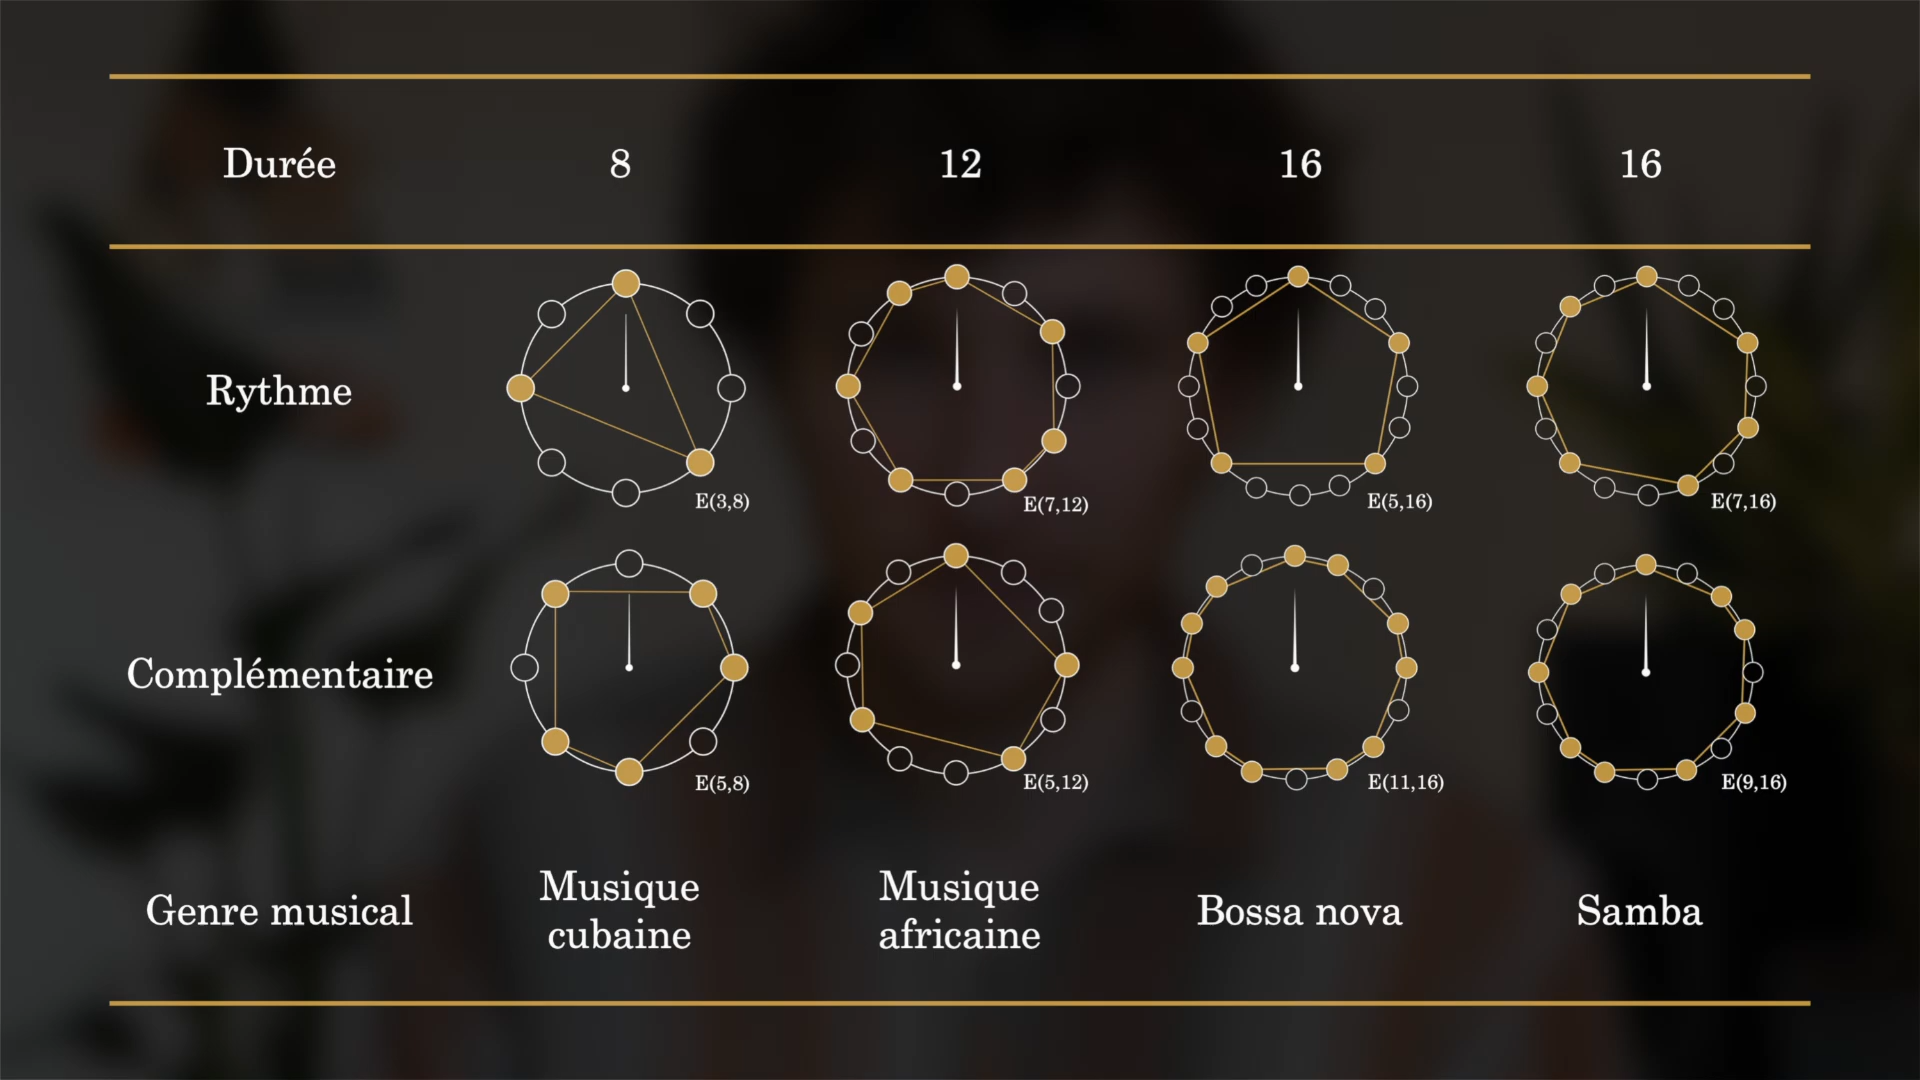 Durée 8 12 16 16
Rythme
E(3,8) E(7,12) E(5,16) E(7,16)
Complémentaire
E(5,8) E(5,12) E(11,16) E(9,16)
Genre musical
Musique
cubaine
Musique
africaine
Bossa nova
Samba